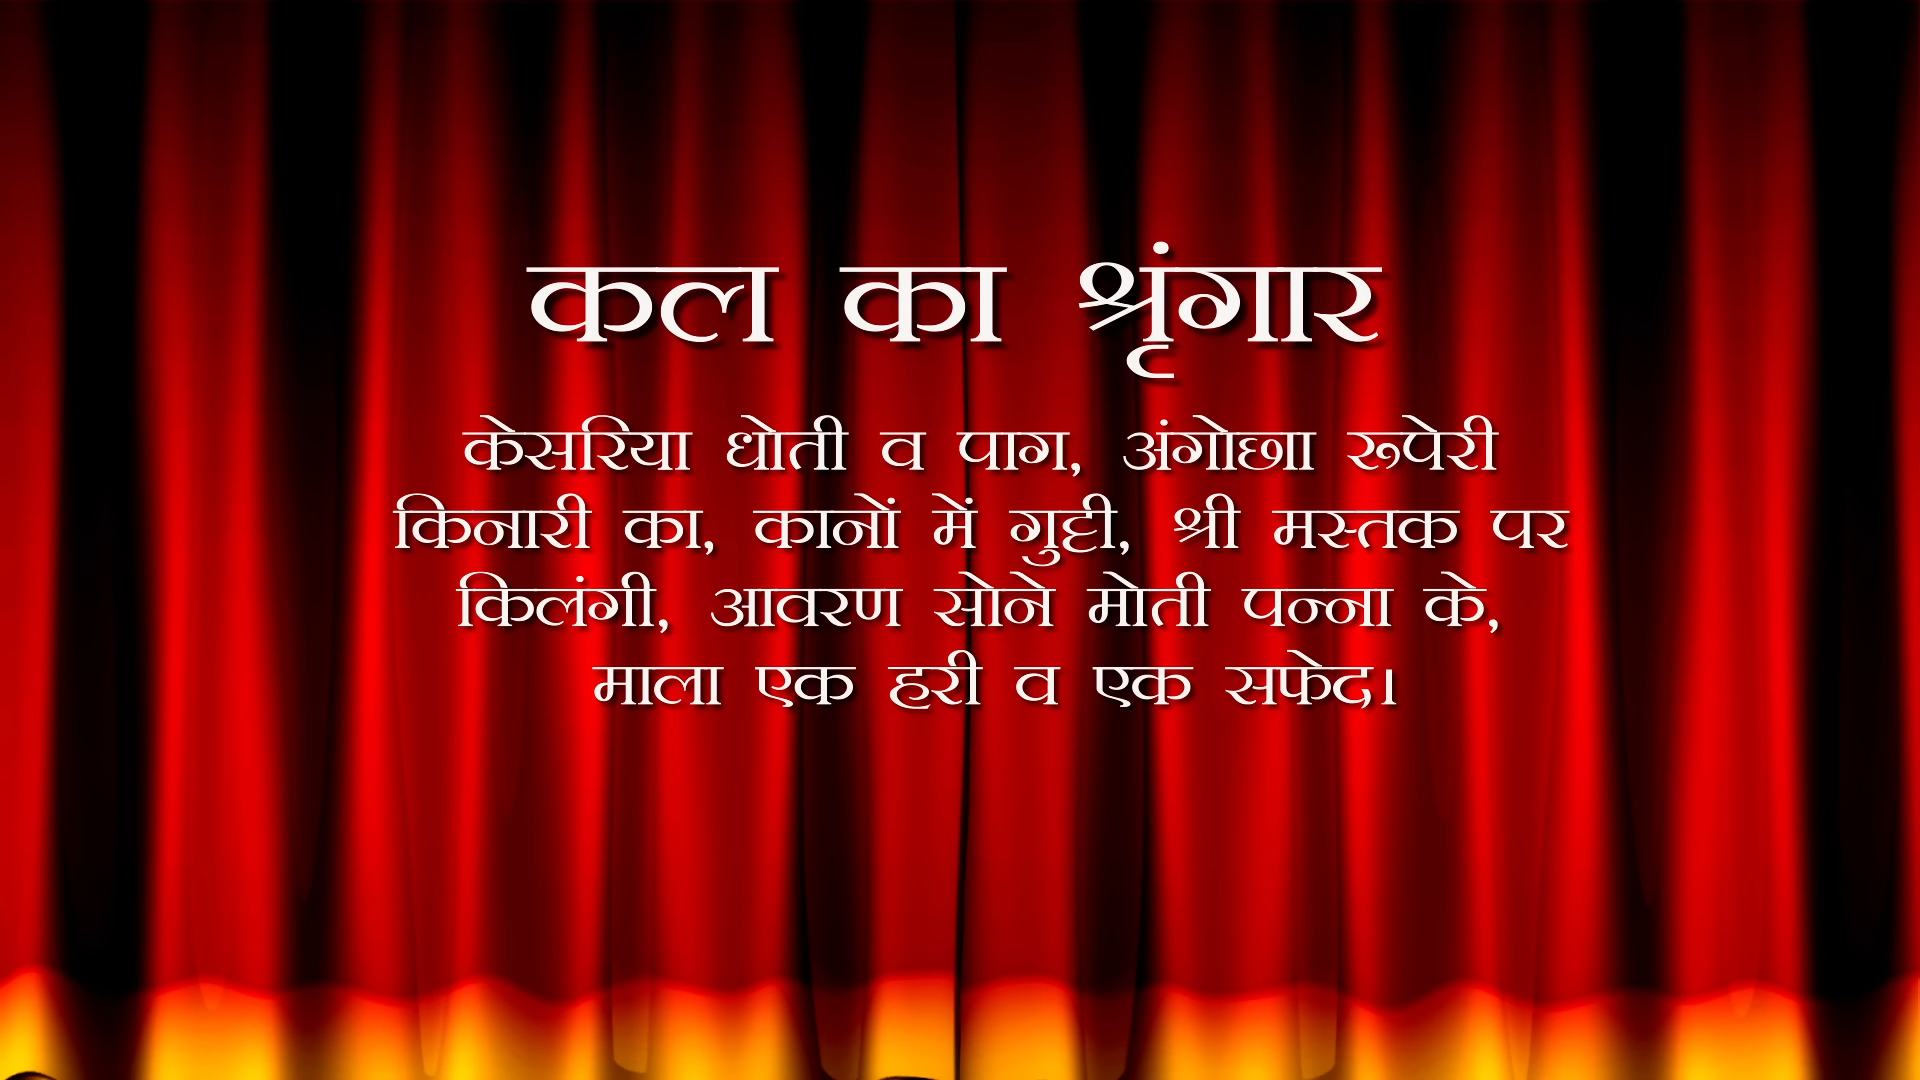 कल का श्रृंगार
केसरिया धोती व पाग, अंगोछा रूपेरी
किनारी का, कानों में गुट्टी, श्री मस्तक पर
किलंगी, आवरण सोने मोती पन्ना के,
माला एक हरी व एक सफेद।